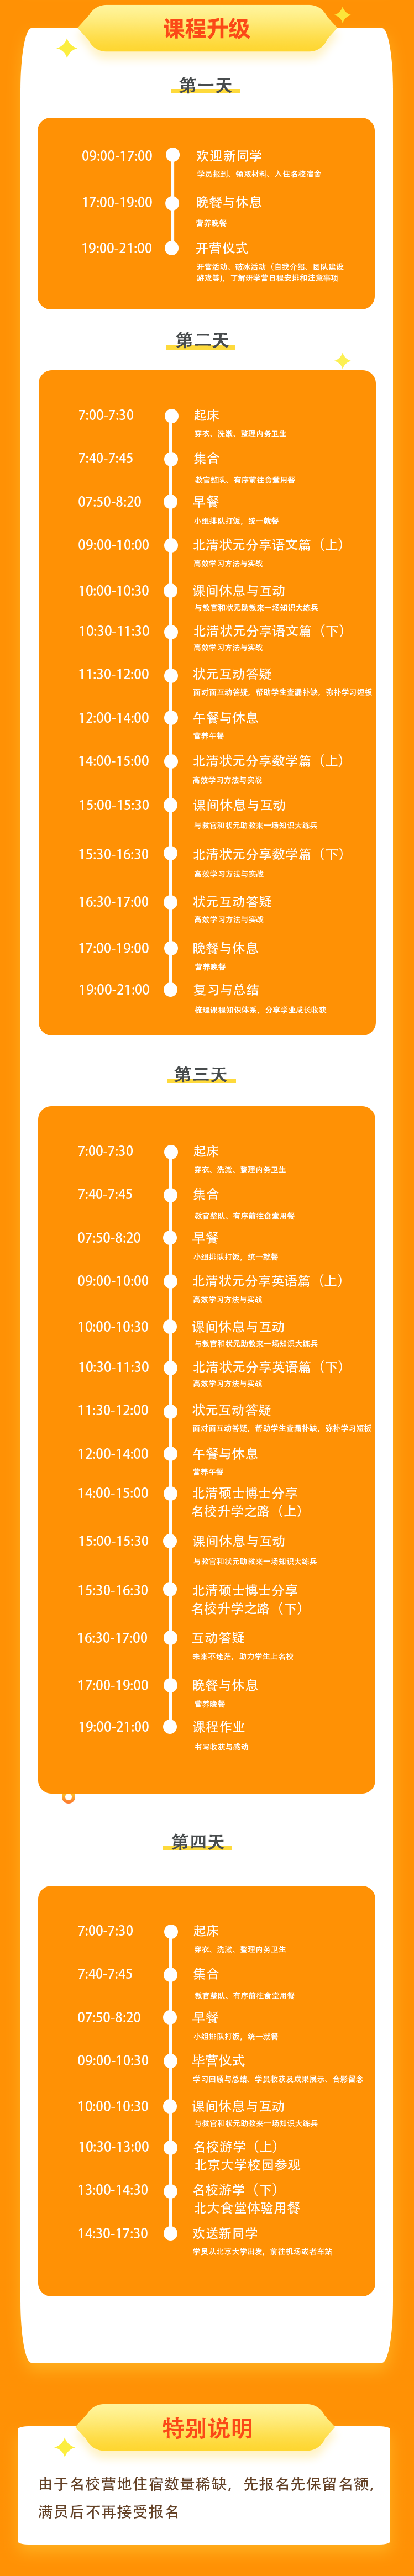 课程升级
第一天
09:00-17:00 欢迎新同学
学员报到、领取材料、入住名校宿舍
17:00-19:00 晚餐与休息
营养晚餐
19:00-21:00 开营仪式
开营活动、破冰活动（自我介绍、团队建设
游戏等)，了解研学营日程安排和注意事项
第二天
7:00-7:30 起床
穿衣、洗漱、整理内务卫生
7:40-7:45 集合
教官整队、有序前往食堂用餐
07:50-8:20 早餐
小组排队打饭，统一就餐
09:00-10:00 北清状元分享语文篇（上）
高效学习方法与实战
10:00-10:30 课间休息与互动
与教官和状元助教来一场知识大练兵
10:30-11:30 北清状元分享语文篇（下）
高效学习方法与实战
11:30-12:00 状元互动答疑
面对面互动答疑，帮助学生查漏补缺，弥补学习短板
12:00-14:00 午餐与休息
营养午餐
14:00-15:00 北清状元分享数学篇（上）
高效学习方法与实战
15:00-15:30 课间休息与互动
与教官和状元助教来一场知识大练兵
15:30-16:30 北清状元分享数学篇（下）
高效学习方法与实战
16:30-17:00 状元互动答疑
高效学习方法与实战
17:00-19:00 晚餐与休息
营养晚餐
19:00-21:00 复习与总结
梳理课程知识体系，分享学业成长收获
第三天
7:00-7:30 起床
穿衣、洗漱、整理内务卫生
7:40-7:45 集合
教官整队、有序前往食堂用餐
07:50-8:20 早餐
小组排队打饭，统一就餐
09:00-10:00 北清状元分享英语篇（上）
高效学习方法与实战
10:00-10:30 课间休息与互动
与教官和状元助教来一场知识大练兵
10:30-11:30 北清状元分享英语篇（下）
高效学习方法与实战
11:30-12:00 状元互动答疑
面对面互动答疑，帮助学生查漏补缺，弥补学习短板
12:00-14:00 午餐与休息
营养午餐
14:00-15:00 北清硕士博士分享
名校升学之路（上）
15:00-15:30 课间休息与互动
与教官和状元助教来一场知识大练兵
15:30-16:30 北清硕士博士分享
名校升学之路（下）
16:30-17:00 互动答疑
未来不迷茫，助力学生上名校
17:00-19:00 晚餐与休息
营养晚餐
19:00-21:00 课程作业
书写收获与感动
第四天
7:00-7:30 起床
穿衣、洗漱、整理内务卫生
7:40-7:45 集合
教官整队、有序前往食堂用餐
07:50-8:20 早餐
小组排队打饭，统一就餐
09:00-10:30 毕营仪式
学习回顾与总结、学员收获及成果展示、合影留念
10:00-10:30 课间休息与互动
与教官和状元助教来一场知识大练兵
10:30-13:00 名校游学（上）
北京大学校园参观
13:00-14:30 名校游学（下）
北大食堂体验用餐
14:30-17:30 欢送新同学
学员从北京大学出发，前往机场或者车站
特别说明
由于名校营地住宿数量稀缺，先报名先保留名额，
满员后不再接受报名